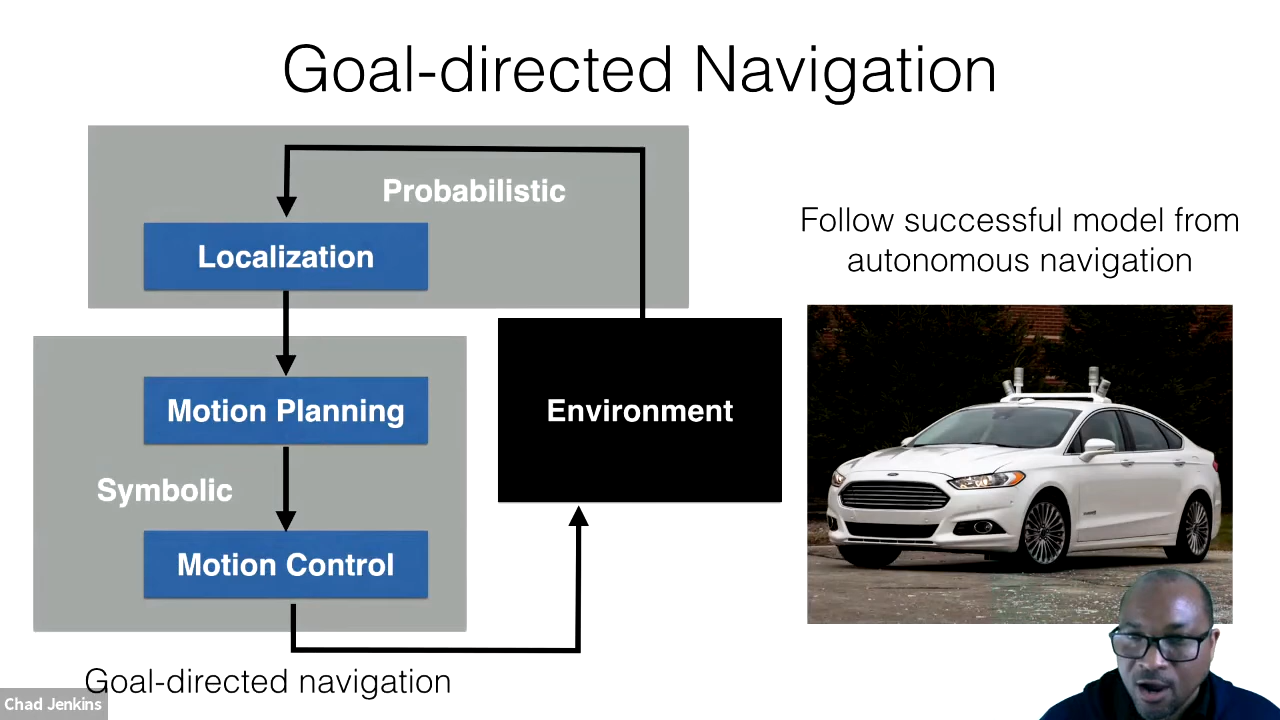 Goal-directed Navigation
Probabilistic
Localization
Follow successful model from
autonomous navigation
Motion Planning
Environment
Symbolic
Motion Control
Goal-directed navigation
Chad Jenkins